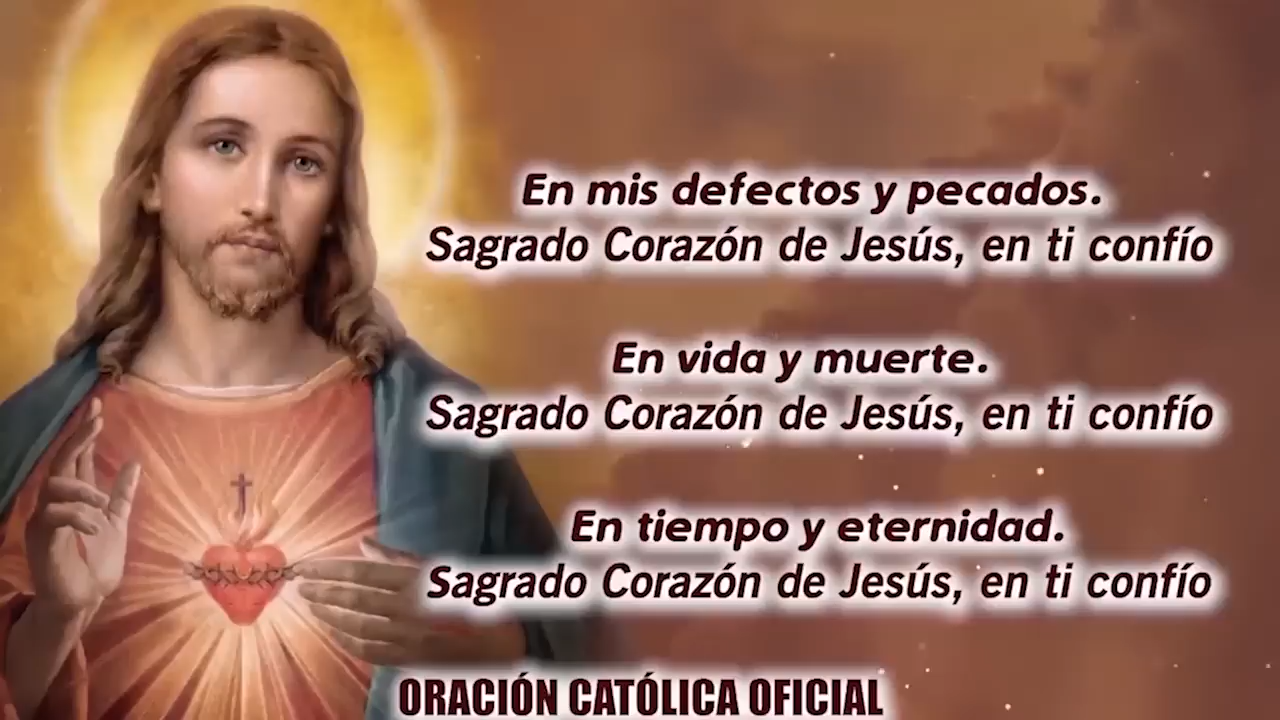 En mis defectos y pecados.
Sagrado Corazón de Jesús, en ti confío
En vida y muerte.
Sagrado Corazón de Jesús, en ti confío
En tiempo y eternidad.
Sagrado Corazón de Jesús, en ti confío
ORACIÓN CATÓLICA OFICIAL